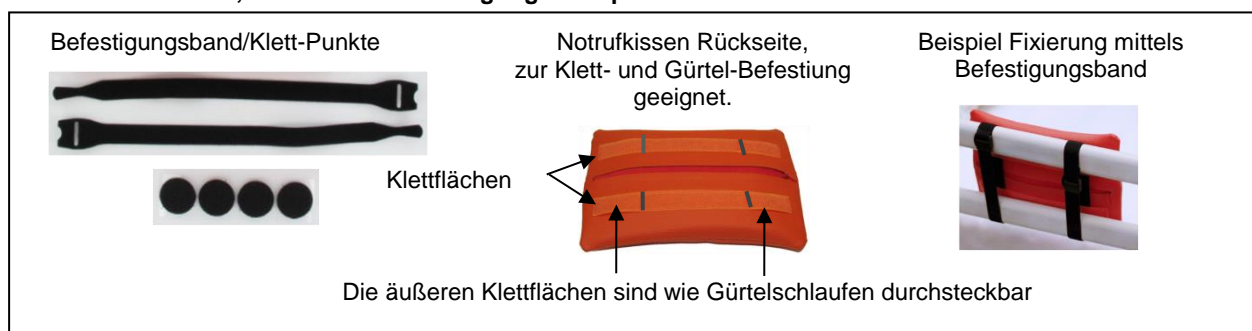 Befestigungsband/Klett-Punkte
Notrufkissen Rückseite,
zur Klett- und Gürtel-Befestiung
geeignet.
Beispiel Fixierung mittels
Befestigungsband
Klettflächen
Die äußeren Klettflächen sind wie Gürtelschlaufen durchsteckbar